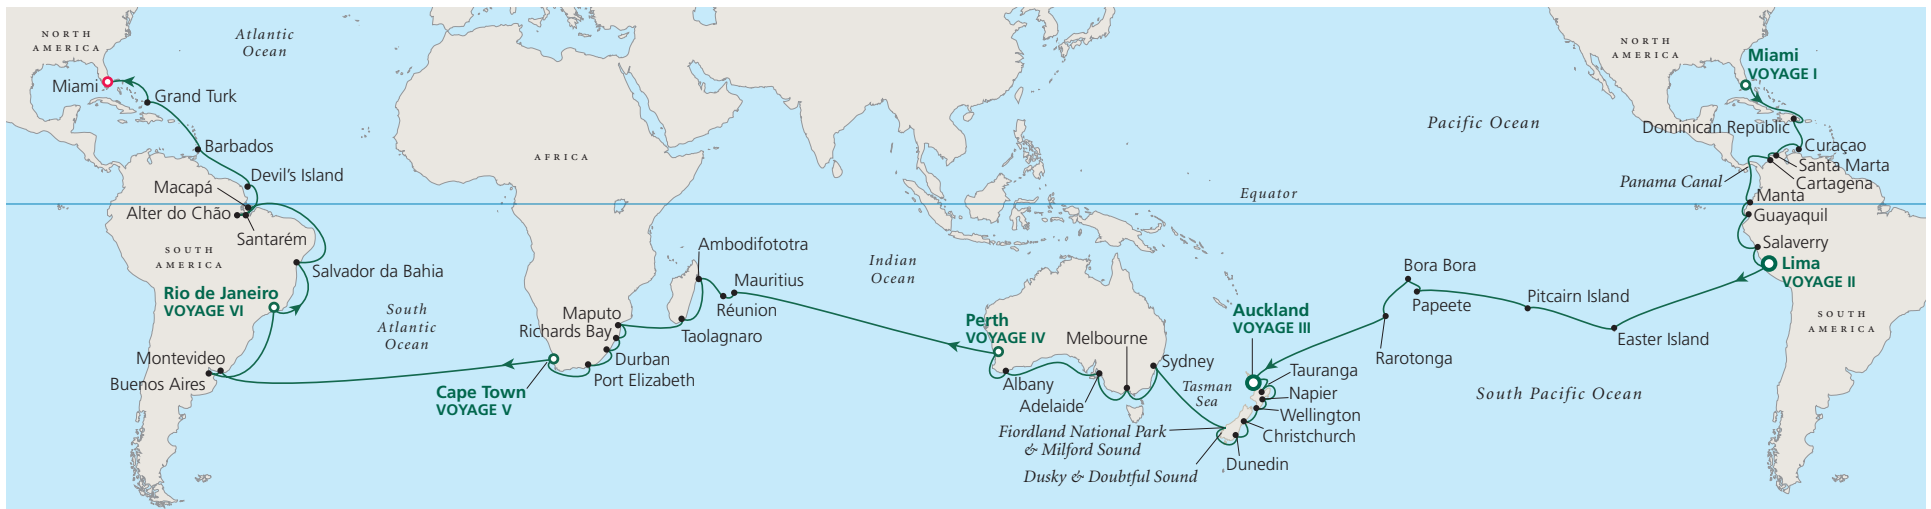 NORTH
AMERICA
Atlantic
Ocean
Miami
Grand Turk
Barbados
Devil's Island
Macapá
Alter do Chão
Santarém
SOUTH
AMERICA
Salvador da Bahia
Rio de Janeiro
VOYAGE VI
Montevideo
Buenos Aires
South
Atlantic
Ocean
AFRICA
Cape Town
VOYAGE V
Maputo
Richards Bay
Durban
Port Elizabeth
Ambodifototra
Mauritius
Réunion
Taolagnaro
Indian
Ocean
Perth
VOYAGE IV
Albany
Adelaide
Melbourne
Sydney
Tasman
Sea
Fiordland National Park
& Milford Sound
Dusky & Doubtful Sound
Auckland
VOYAGE III
Tauranga
Napier
Wellington
Christchurch
Dunedin
Equator
Pacific Ocean
Bora Bora
Papeete
Rarotonga
Pitcairn Island
Easter Island
South Pacific Ocean
NORTH
AMERICA
Miami
VOYAGE I
Dominican Republic
Curaçao
Santa Marta
Cartagena
Panama Canal
Manta
Guayaquil
Salaverry
Lima
VOYAGE II
SOUTH
AMERICA